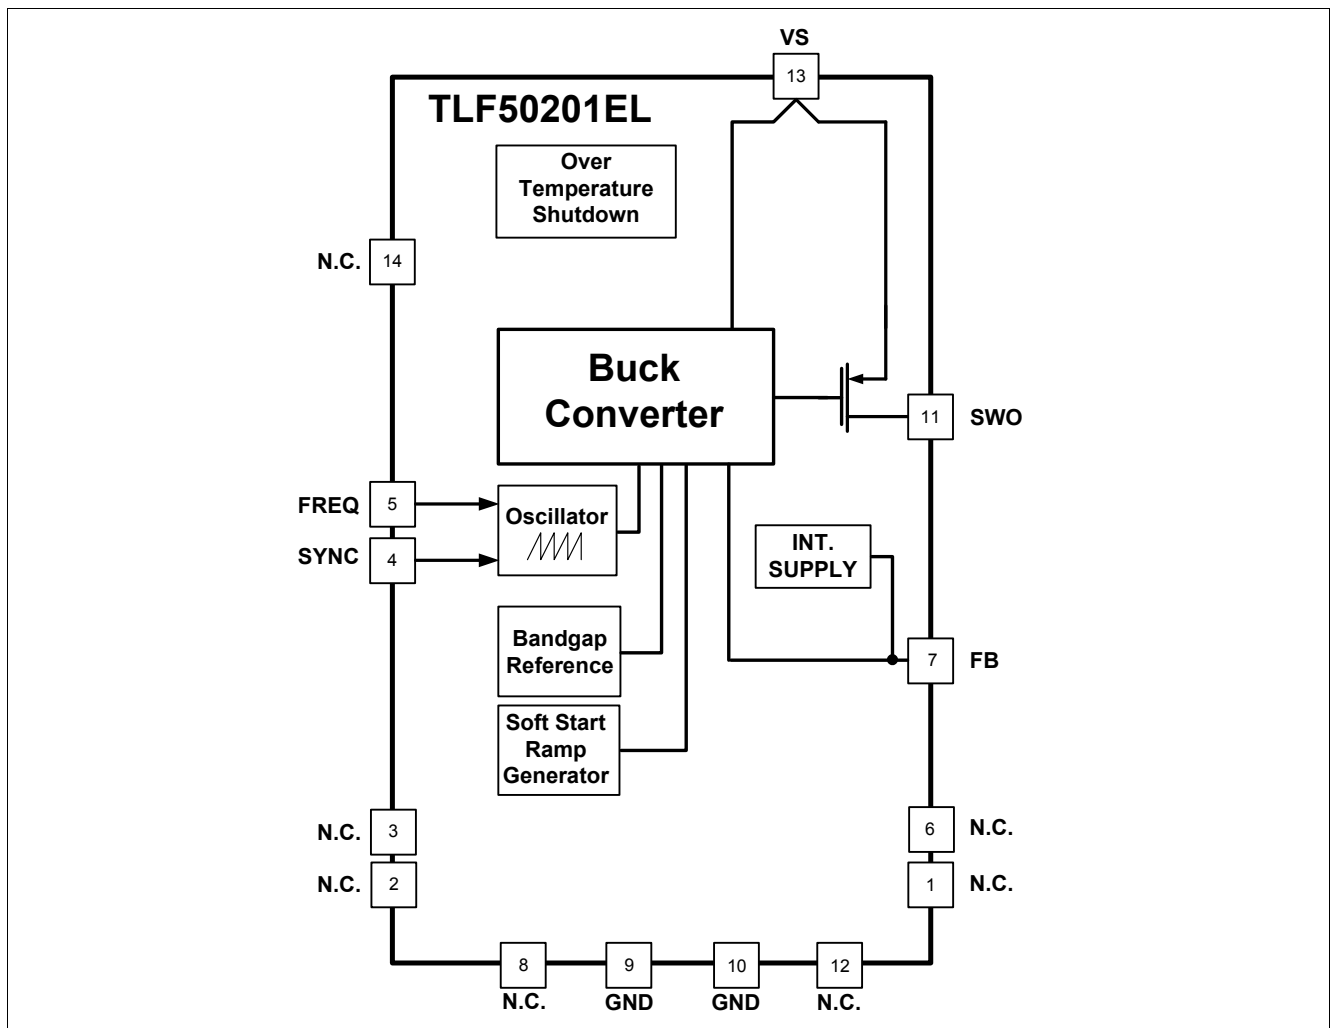 VS
13
TLF50201EL
Over
Temperature
Shutdown
N.C.
14
Buck
Converter
11
SWO
FREQ
5
Oscillator
SYNC
4
INT.
SUPPLY
Bandgap
Reference
7
FB
Soft Start
Ramp
Generator
N.C.
3
6
N.C.
N.C.
2
1
N.C.
8
9
10
12
N.C.
GND
GND
N.C.